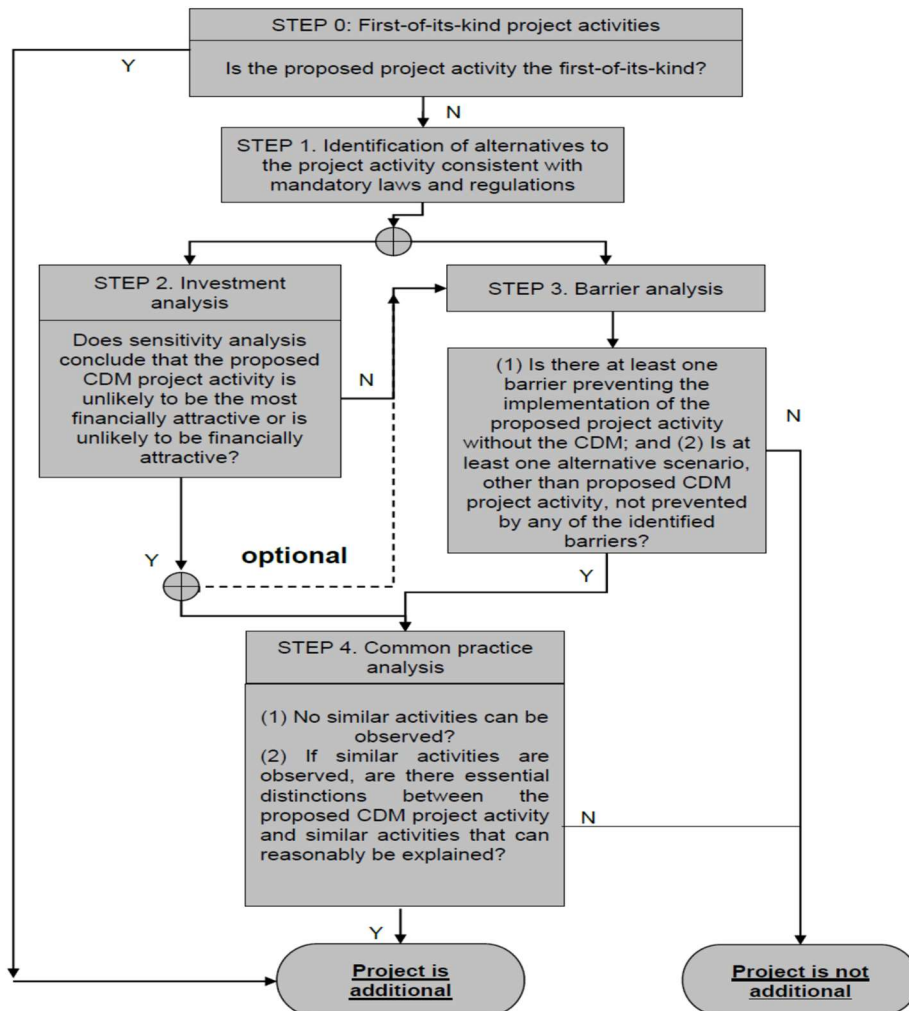 STEP 0: First-of-its-kind project activities
Y
Is the proposed project activity the first-of-its-kind?
N
STEP 1. Identification of alternatives to
the project activity consistent with
mandatory laws and regulations
STEP 2. Investment
analysis
Does sensitivity analysis
conclude that the proposed
CDM project activity is
unlikely to be the most
financially attractive or is
unlikely to be financially
attractive?
N
STEP 3. Barrier analysis
(1) Is there at least one
barrier preventing the
implementation of the
proposed project activity
without the CDM; and (2) Is at
least one alternative scenario,
other than proposed CDM
project activity, not prevented
by any of the identified
barriers?
N
Y
optional
Y
STEP 4. Common practice
analysis
(1) No similar activities can be
observed?
(2) If similar activities are
observed, are there essential
distinctions between the
proposed CDM project activity
and similar activities that can
reasonably be explained?
N
Y
Project is
additional
Project is not
additional